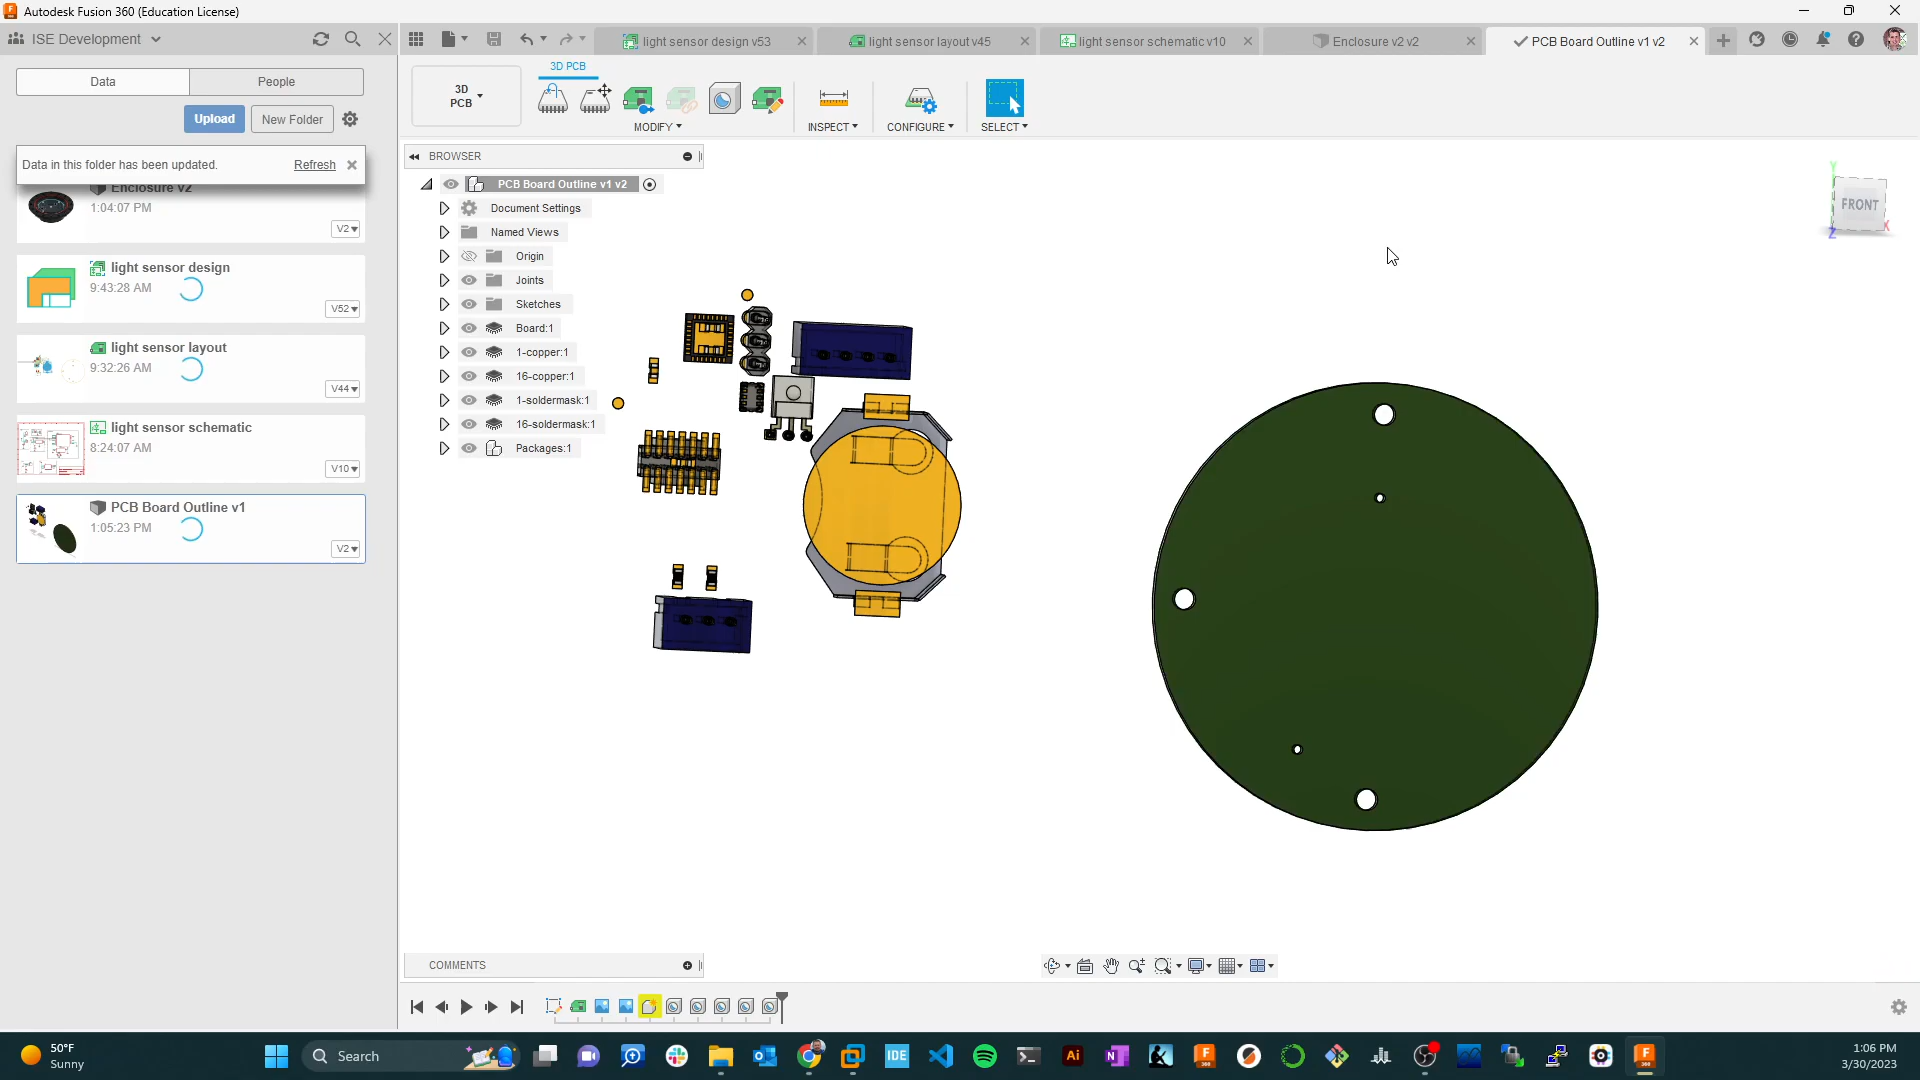 Autodesk Fusion 360 (Education License)
ISE Development
light sensor design v53
light sensor layout v45
light sensor schematic v10
Enclosure v2 v2
PCB Board Outline v1 v2
Data
People
Upload
New Folder
Data in this folder has been updated.
Refresh
Enclosure v2
1:04:07 PM
V2
light sensor design
9:43:28 AM
V52
light sensor layout
9:32:26 AM
V44
light sensor schematic
8:24:07 AM
V10
PCB Board Outline v1
1:05:23 PM
V2
3D PCB
3D
PCB
MODIFY
INSPECT
CONFIGURE
SELECT
BROWSER
PCB Board Outline v1 v2
Document Settings
Named Views
Origin
Joints
Sketches
Board:1
1-copper:1
16-copper:1
1-soldermask:1
16-soldermask:1
Packages:1
Y
FRONT
X
Z
COMMENTS
50°F
Sunny
Search
IDE
Ai
N
1:06 PM
3/30/2023